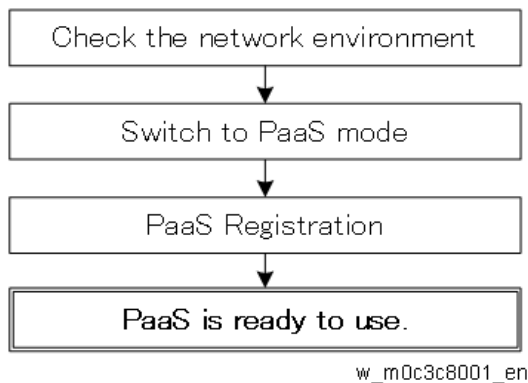 Check the network environment
Switch to PaaS mode
PaaS Registration
PaaS is ready to use.
w_m0c3c8001_en